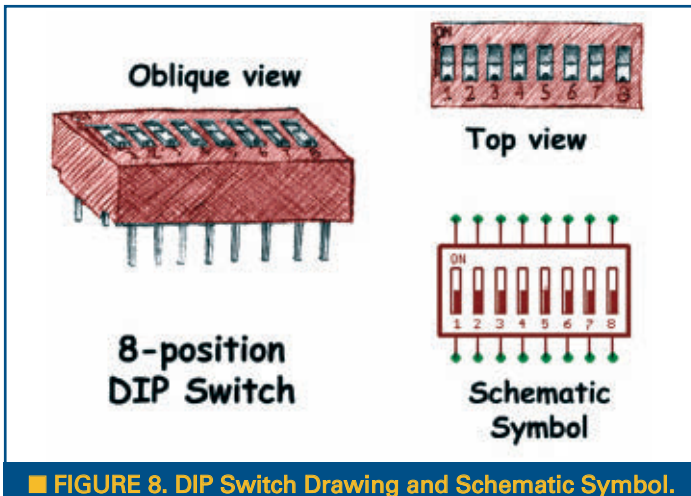 Oblique view
ON
1 2 3 4 5 6 7 8
Top view
8-position
DIP Switch
ON
1 2 3 4 5 6 7 8
Schematic
Symbol
■ FIGURE 8. DIP Switch Drawing and Schematic Symbol.